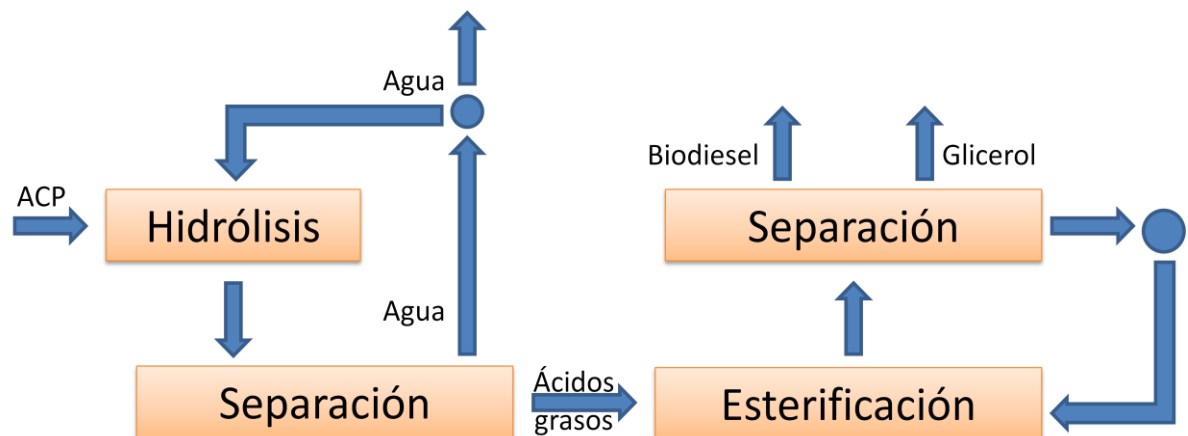 Agua
ACP
Hidrólisis
Agua
Separación
Ácidos
grasos
Esterificación
Separación
Biodiesel
Glicerol